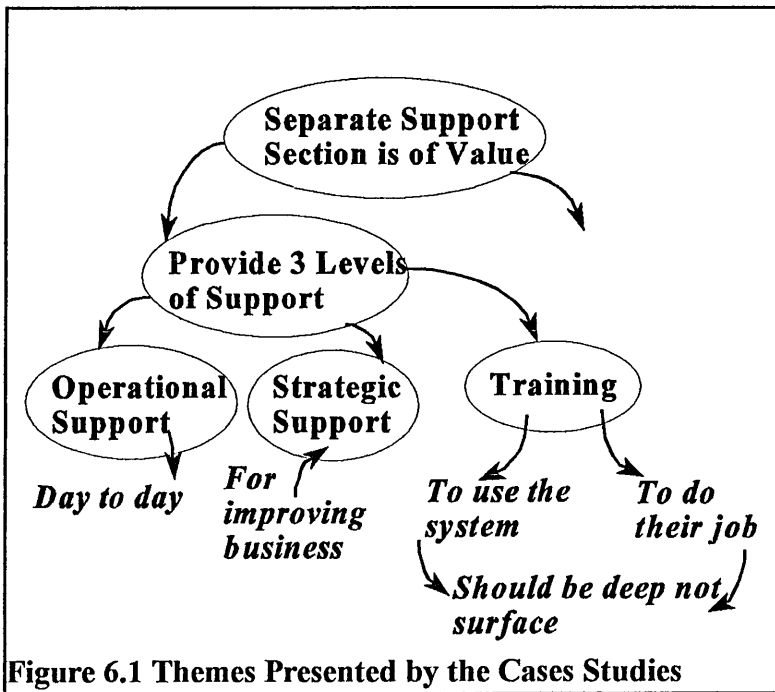 Separate Support
Section is of Value
Provide 3 Levels
of Support
Operational
Support
Strategic
Support
Training
Day to day
For
improving
business
To use the
system
To do
their job
Should be deep not
surface
Figure 6.1 Themes Presented by the Cases Studies